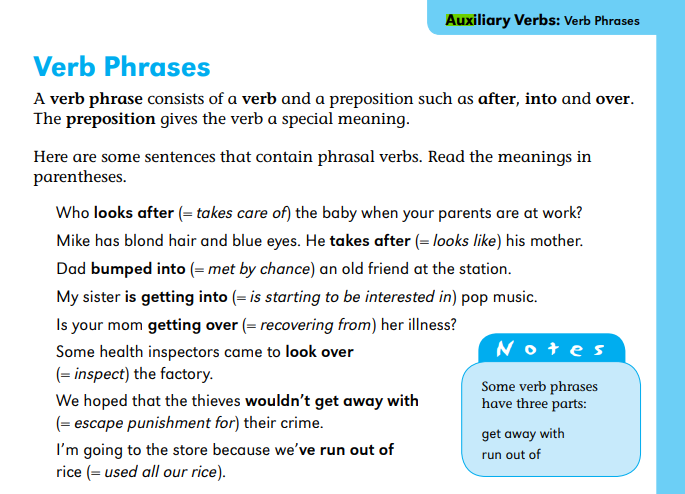 Auxiliary Verbs: Verb Phrases
Verb Phrases
A verb phrase consists of a verb and a preposition such as after, into and over.
The preposition gives the verb a special meaning.
Here are some sentences that contain phrasal verbs. Read the meanings in
parentheses.
Who looks after (= takes care of) the baby when your parents are at work?
Mike has blond hair and blue eyes. He takes after (= looks like) his mother.
Dad bumped into (= met by chance) an old friend at the station.
My sister is getting into (= is starting to be interested in) pop music.
Is your mom getting over (= recovering from) her illness?
Some health inspectors came to look over
(= inspect) the factory.
We hoped that the thieves wouldn't get away with
(= escape punishment for) their crime.
I'm going to the store because we've run out of
rice (= used all our rice).
Notes
Some verb phrases
have three parts:
get away with
run out of